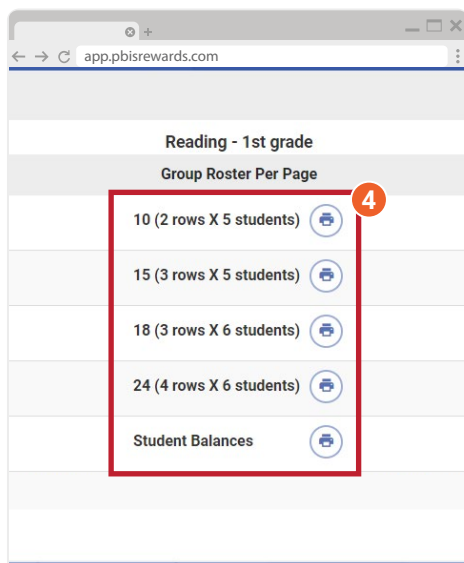 app.pbisrewards.com
Reading - 1st grade
Group Roster Per Page
4
10 (2 rows X 5 students)
15 (3 rows X 5 students)
18 (3 rows X 6 students)
24 (4 rows X 6 students)
Student Balances